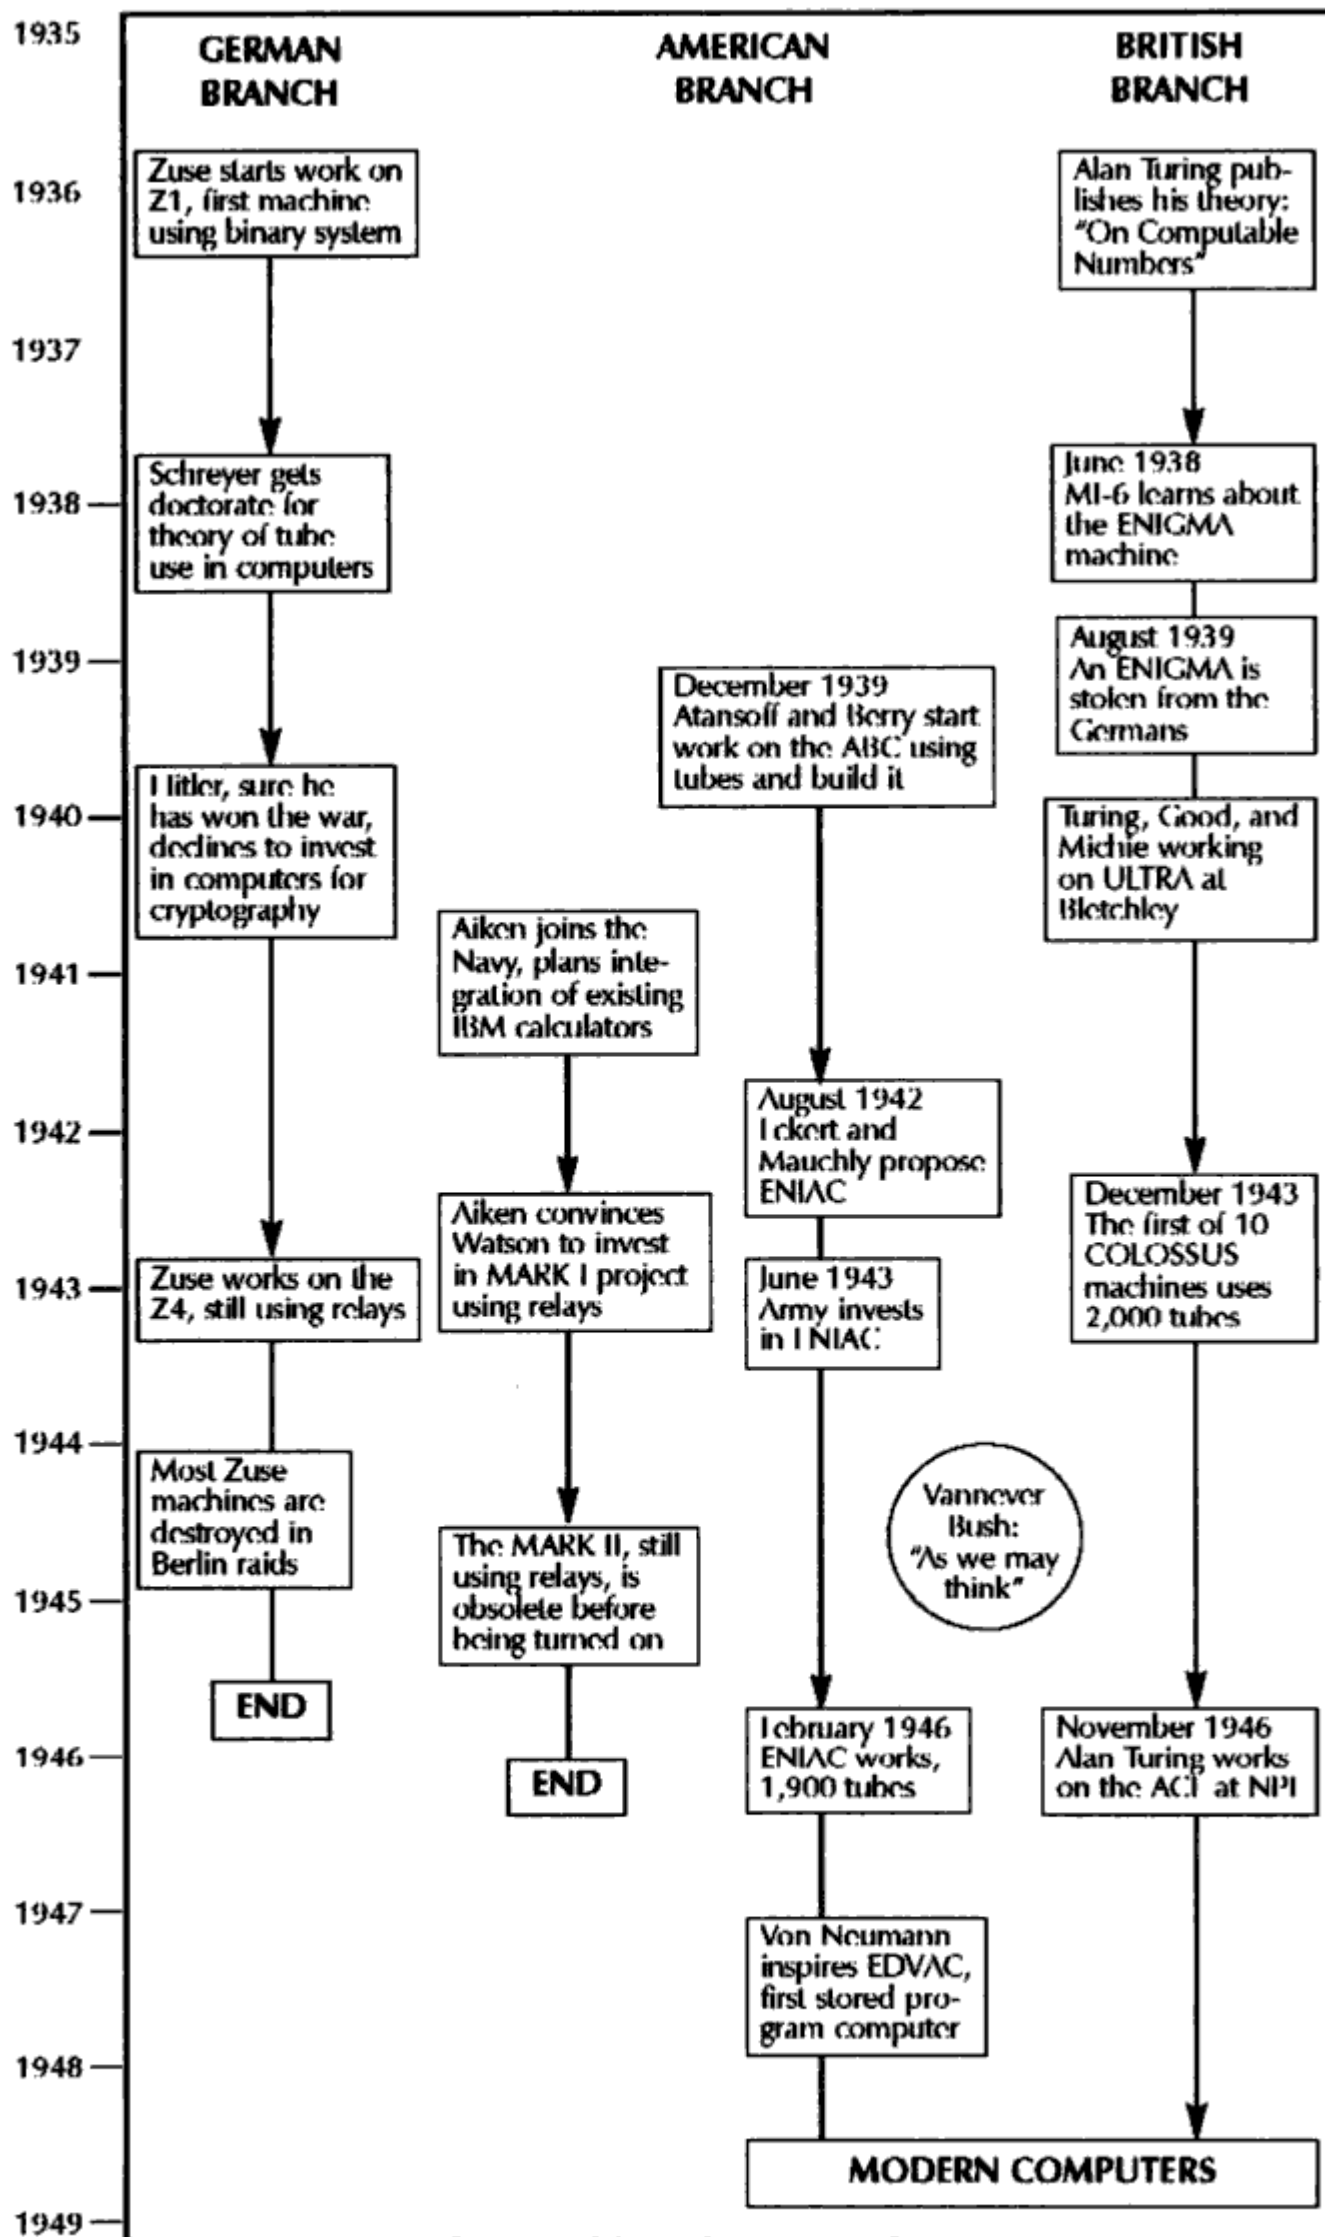 1935
GERMAN
BRANCH
AMERICAN
BRANCH
BRITISH
BRANCH
1936
1937
1938
1939
1940
1941
1942
1943
1944
1945
1946
1947
1948
1949
Zuse starts work on
Z1, first machine
using binary system
Schreyer gets
doctorate for
theory of tube
use in computers
Hitler, sure he
has won the war,
declines to invest
in computers for
cryptography
Zuse works on the
Z4, still using relays
Most Zuse
machines are
destroyed in
Berlin raids
END
Aiken joins the
Navy, plans inte-
gration of existing
IBM calculators
Aiken convinces
Watson to invest
in MARK I project
using relays
The MARK II, still
using relays, is
obsolete before
being turned on
END
December 1939
Atansoff and Berry start
work on the ABC using
tubes and build it
August 1942
Eckert and
Mauchly propose
ENIAC
June 1943
Army invests
in ENIAC
Vannever
Bush:
"As we may
think"
February 1946
ENIAC works,
1,900 tubes
Von Neumann
inspires EDVAC,
first stored pro-
gram computer
Alan Turing pub-
lishes his theory:
"On Computable
Numbers"
June 1938
MI-6 learns about
the ENIGMA
machine
August 1939
An ENIGMA is
stolen from the
Germans
Turing, Good, and
Michie working
on ULTRA at
Bletchley
December 1943
The first of 10
COLOSSUS
machines uses
2,000 tubes
November 1946
Alan Turing works
on the ACE at NPL
MODERN COMPUTERS